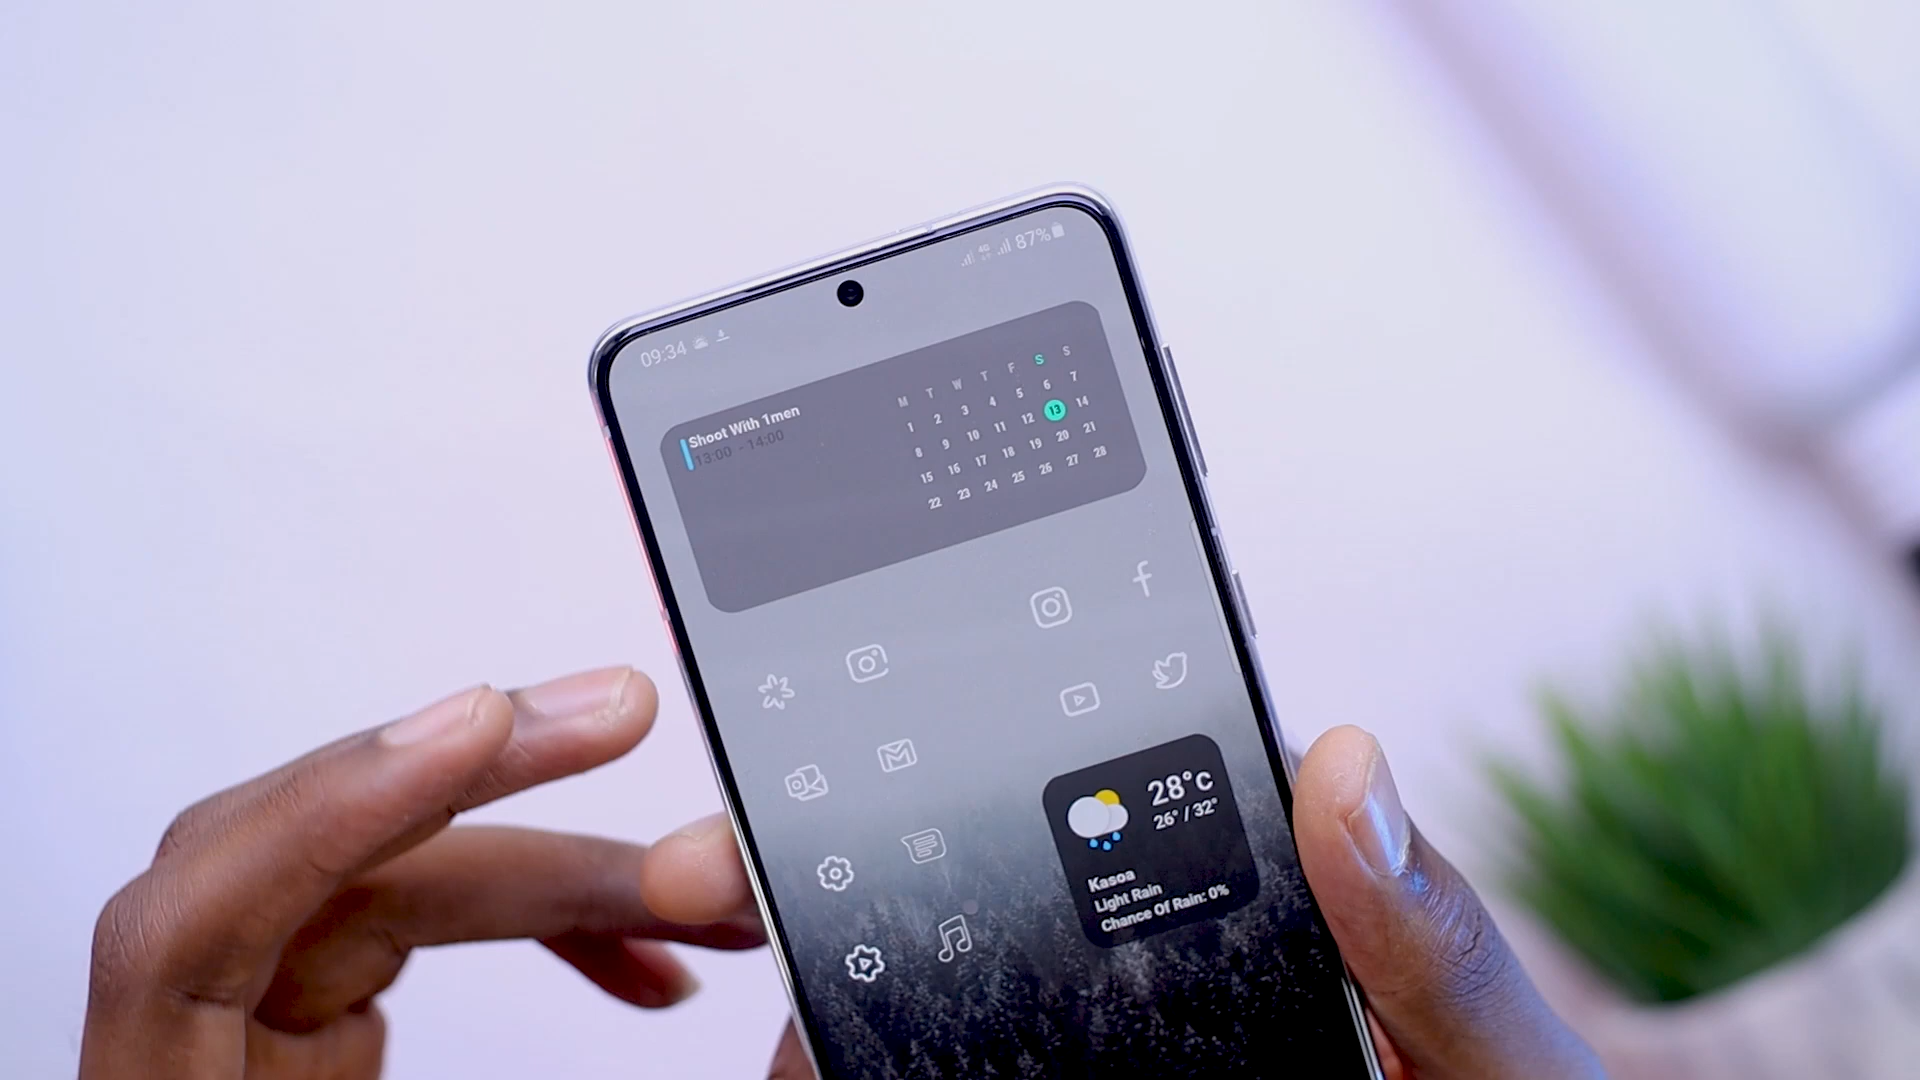 09:34
4G 87%
Shoot With 1men
13:00 - 14:00
M T W T F S S
1 2 3 4 5 6 7
8 9 10 11 12 13 14
15 16 17 18 19 20 21
22 23 24 25 26 27 28
28°C
26° / 32°
Kasoa
Light Rain
Chance Of Rain: 0%